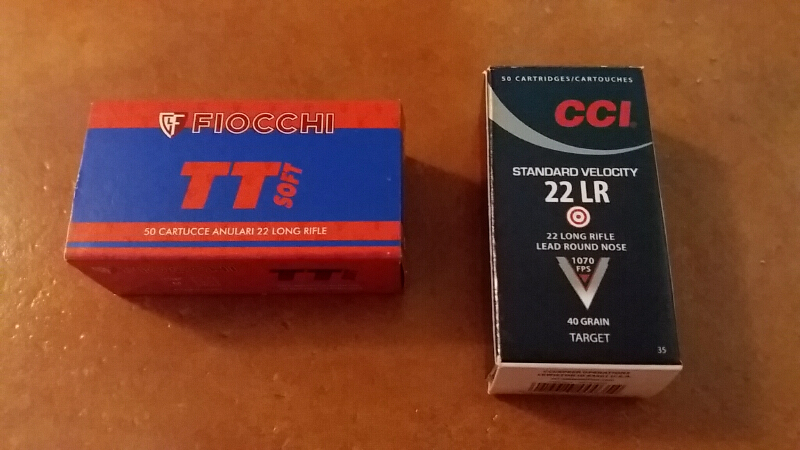 FIOCCHI
TT SOFT
50 CARTUCCE ANULARI 22 LONG RIFLE
TT
50 CARTRIDGES/CARTOUCHES
CCI
STANDARD VELOCITY
22 LR
22 LONG RIFLE
LEAD ROUND NOSE
1070
FPS
40 GRAIN
TARGET
35